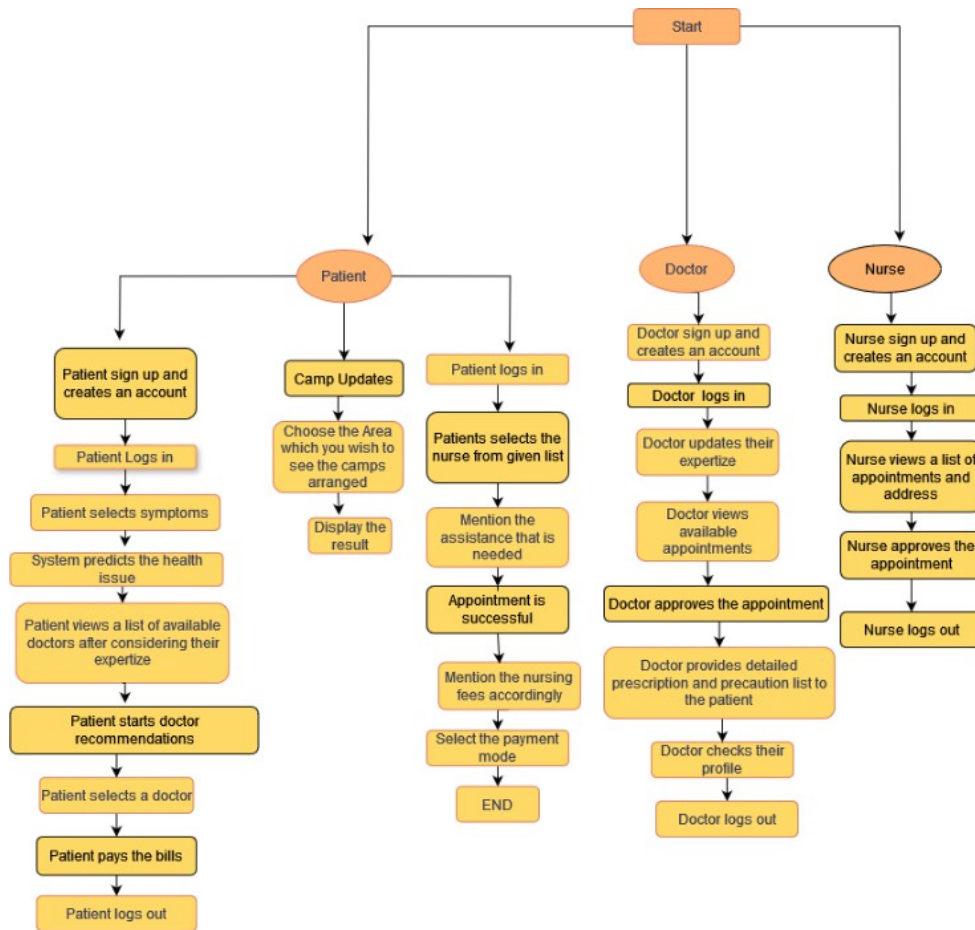 Start
Patient
Doctor
Nurse
Patient sign up and
creates an account
Patient Logs in
Patient selects symptoms
System predicts the health
issue
Patient views a list of available
doctors after considering their
expertize
Patient starts doctor
recommendations
Patient selects a doctor
Patient pays the bills
Patient logs out
Camp Updates
Choose the Area
which you wish to
see the camps
arranged
Display the
result
Patient logs in
Patients selects the
nurse from given list
Mention the
assistance that is
needed
Appointment is
successful
Mention the nursing
fees accordingly
Select the payment
mode
END
Doctor sign up and
creates an account
Doctor logs in
Doctor updates their
expertize
Doctor views
available
appointments
Doctor approves the appointment
Doctor provides detailed
prescription and precaution list to
the patient
Doctor checks their
profile
Doctor logs out
Nurse sign up and
creates an account
Nurse logs in
Nurse views a list of
appointments and
address
Nurse approves the
appointment
Nurse logs out